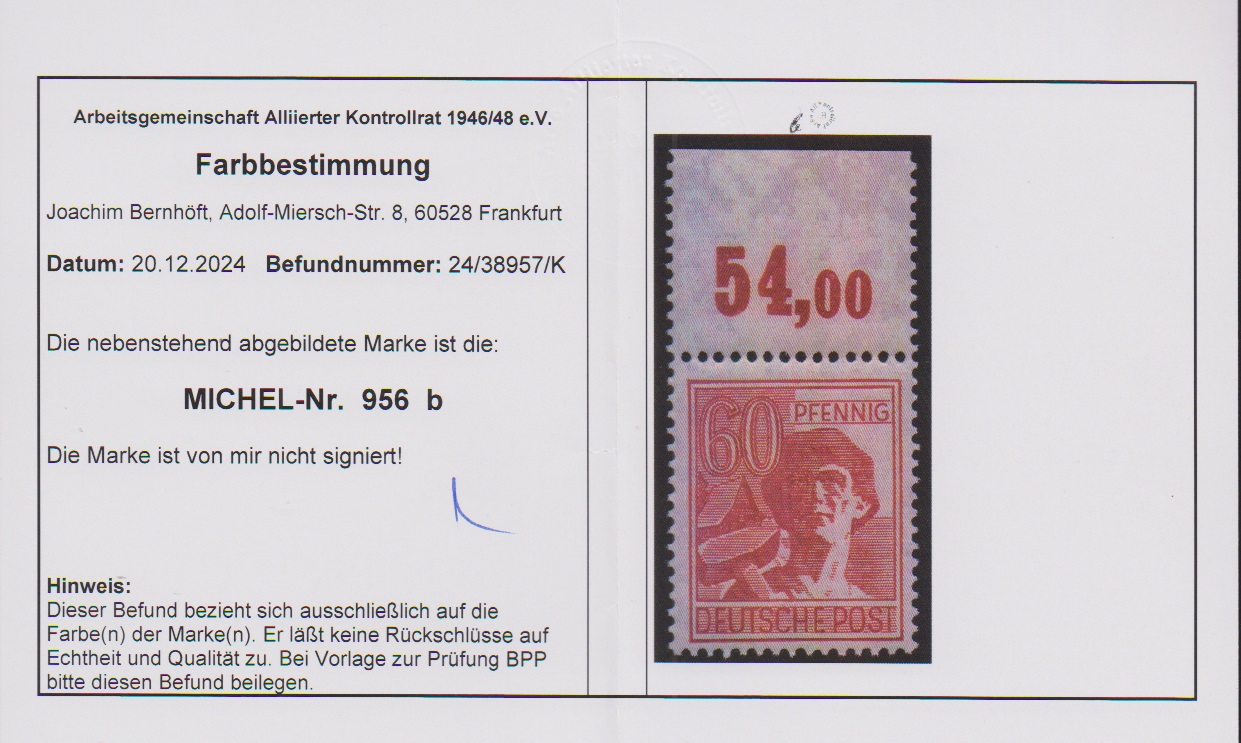 Arbeitsgemeinschaft Alliierter Kontrollrat 1946/48 e.V.
Farbbestimmung
Joachim Bernhöft, Adolf-Miersch-Str. 8, 60528 Frankfurt
Datum: 20.12.2024 Befundnummer: 24/38957/K
Die nebenstehend abgebildete Marke ist die:
MICHEL-Nr. 956 b
Die Marke ist von mir nicht signiert!
Hinweis:
Dieser Befund bezieht sich ausschließlich auf die
Farbe(n) der Marke(n). Er läßt keine Rückschlüsse auf
Echtheit und Qualität zu. Bei Vorlage zur Prüfung BPP
bitte diesen Befund beilegen.
54,00
60 PFENNIG
DEUTSCHE POST